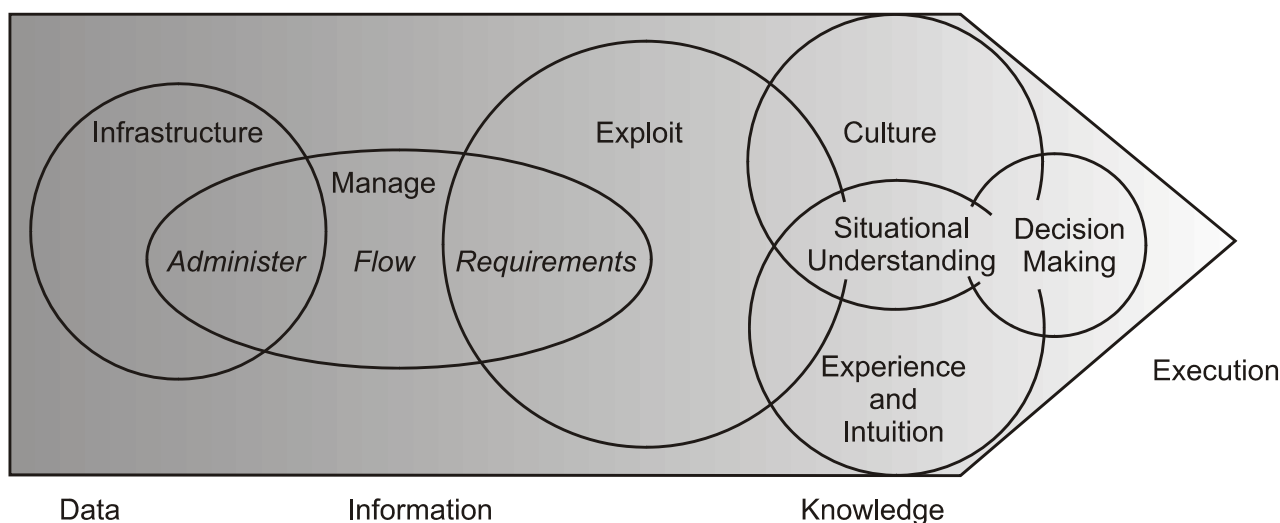 Infrastructure
Manage
Administer
Flow
Requirements
Exploit
Culture
Situational
Understanding
Decision
Making
Experience
and
Intuition
Execution
Data
Information
Knowledge